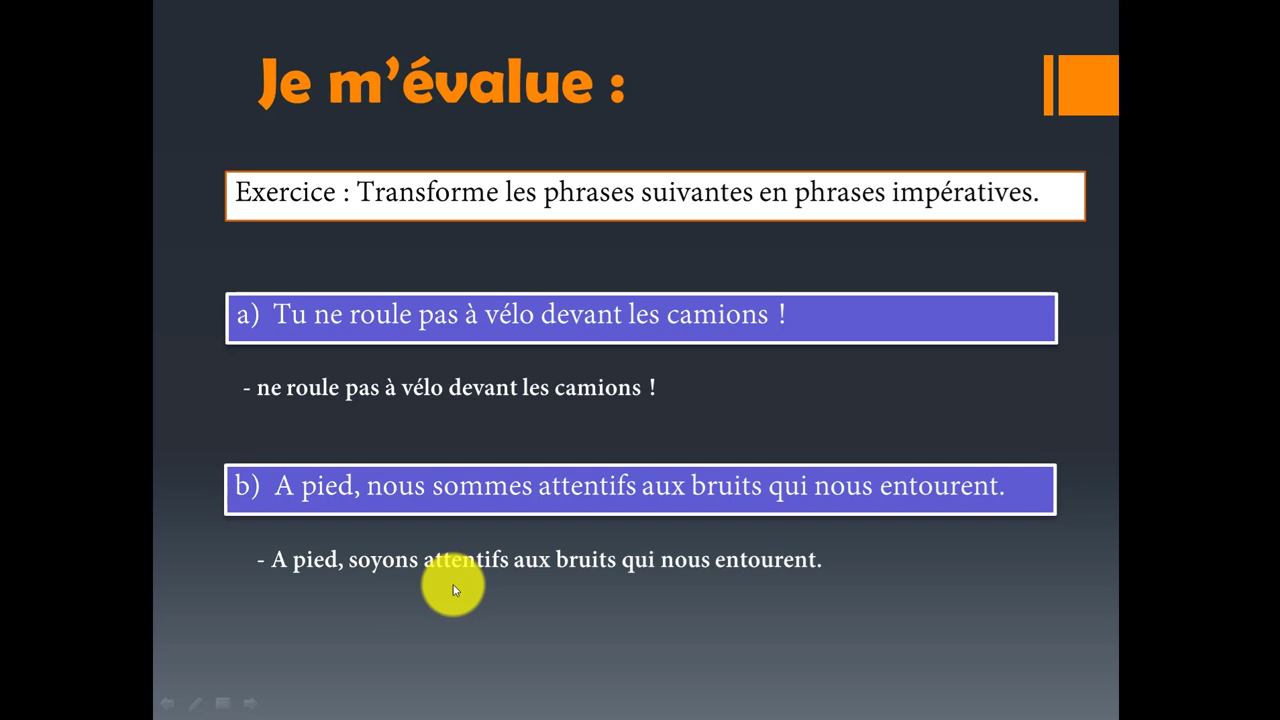 Je m'évalue :
Exercice : Transforme les phrases suivantes en phrases impératives.
a) Tu ne roule pas à vélo devant les camions !
- ne roule pas à vélo devant les camions !
b) A pied, nous sommes attentifs aux bruits qui nous entourent.
- A pied, soyons attentifs aux bruits qui nous entourent.